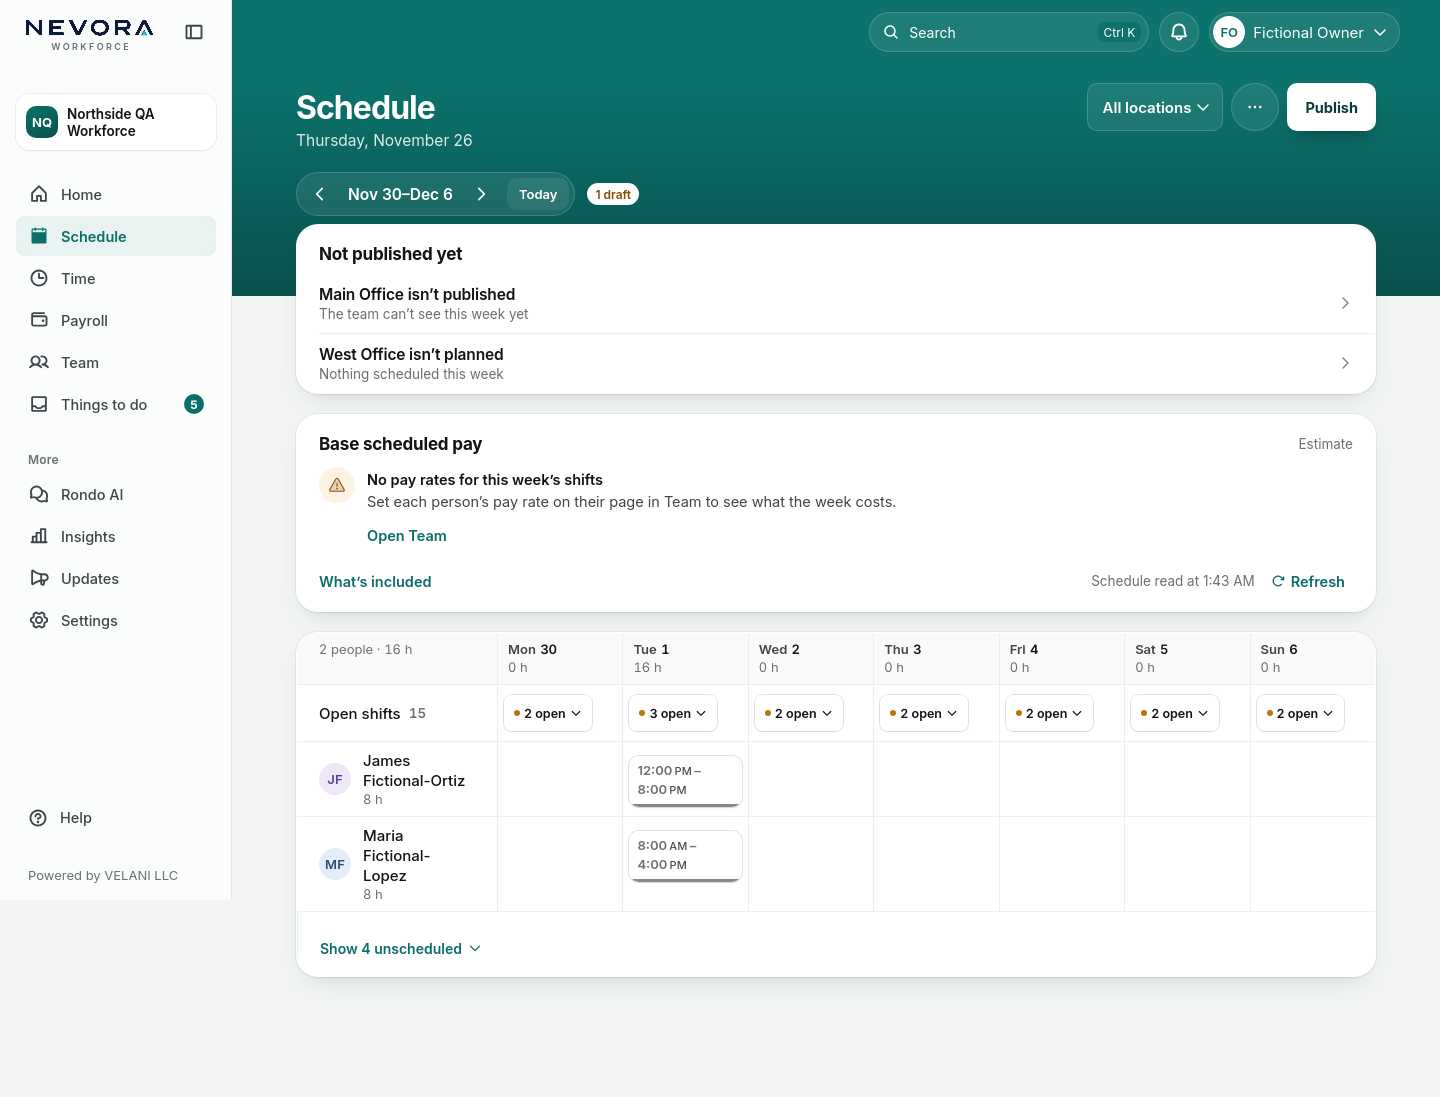 NEVORA
WORKFORCE
Search
Ctrl K
FO
Fictional Owner
NQ
Northside QA
Workforce
Home
Schedule
Time
Payroll
Team
Things to do
5
More
Rondo AI
Insights
Updates
Settings
Help
Powered by VELANI LLC
Schedule
Thursday, November 26
All locations
Publish
Nov 30–Dec 6
Today
1 draft
Not published yet
Main Office isn’t published
The team can’t see this week yet
West Office isn’t planned
Nothing scheduled this week
Base scheduled pay
Estimate
No pay rates for this week’s shifts
Set each person’s pay rate on their page in Team to see what the week costs.
Open Team
What’s included
Schedule read at 1:43 AM
Refresh
2 people · 16 h
Mon 30
0 h
Tue 1
16 h
Wed 2
0 h
Thu 3
0 h
Fri 4
0 h
Sat 5
0 h
Sun 6
0 h
Open shifts 15
2 open
3 open
2 open
2 open
2 open
2 open
2 open
JF
James
Fictional-Ortiz
8 h
12:00 PM –
8:00 PM
MF
Maria
Fictional-
Lopez
8 h
8:00 AM –
4:00 PM
Show 4 unscheduled